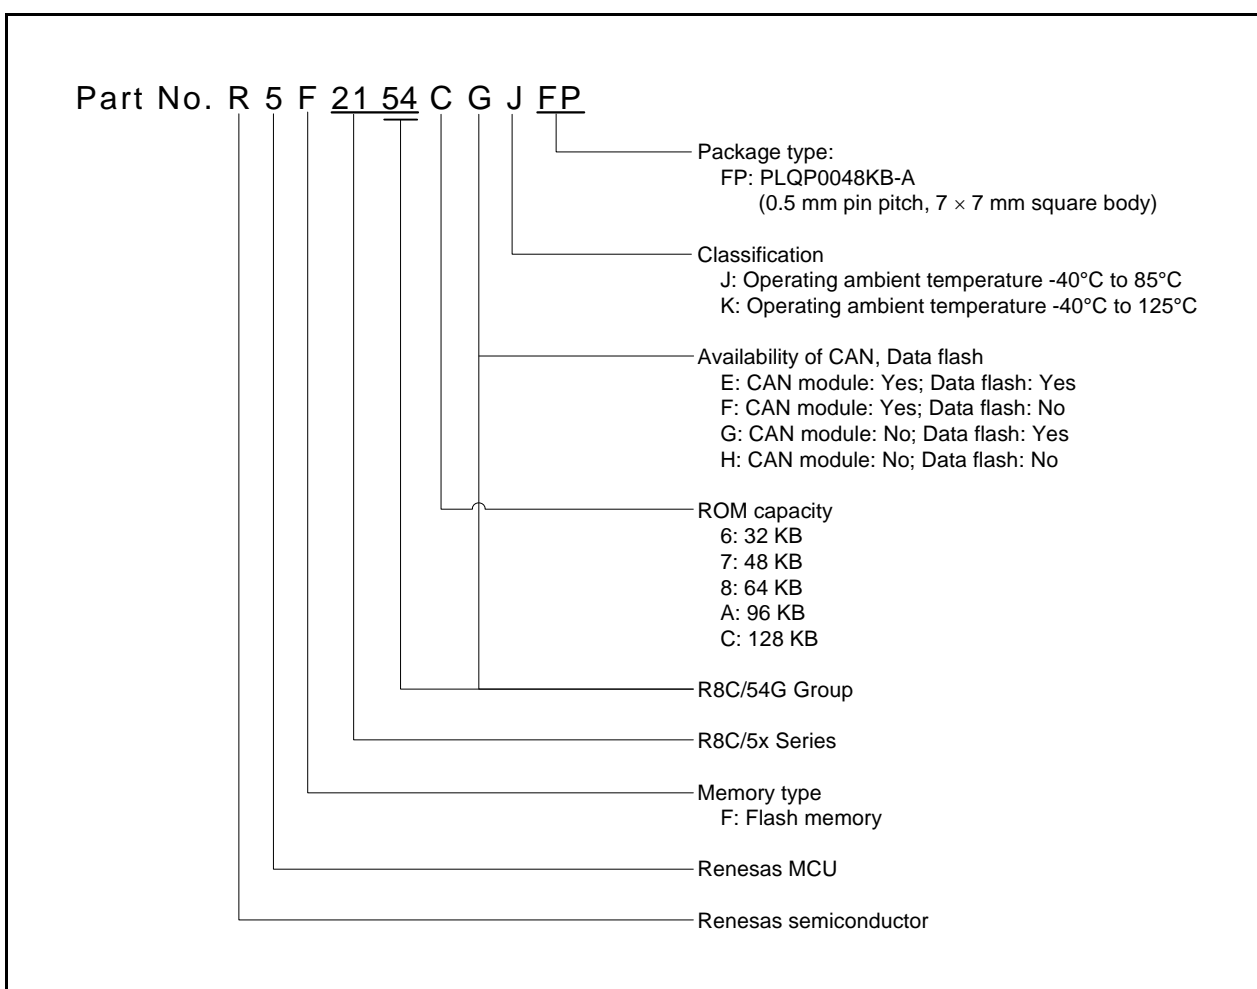 Part No. R 5 F 21 54 C G J FP
Package type:
FP: PLQP0048KB-A
(0.5 mm pin pitch, 7 × 7 mm square body)
Classification
J: Operating ambient temperature -40°C to 85°C
K: Operating ambient temperature -40°C to 125°C
Availability of CAN, Data flash
E: CAN module: Yes; Data flash: Yes
F: CAN module: Yes; Data flash: No
G: CAN module: No; Data flash: Yes
H: CAN module: No; Data flash: No
ROM capacity
6: 32 KB
7: 48 KB
8: 64 KB
A: 96 KB
C: 128 KB
R8C/54G Group
R8C/5x Series
Memory type
F: Flash memory
Renesas MCU
Renesas semiconductor